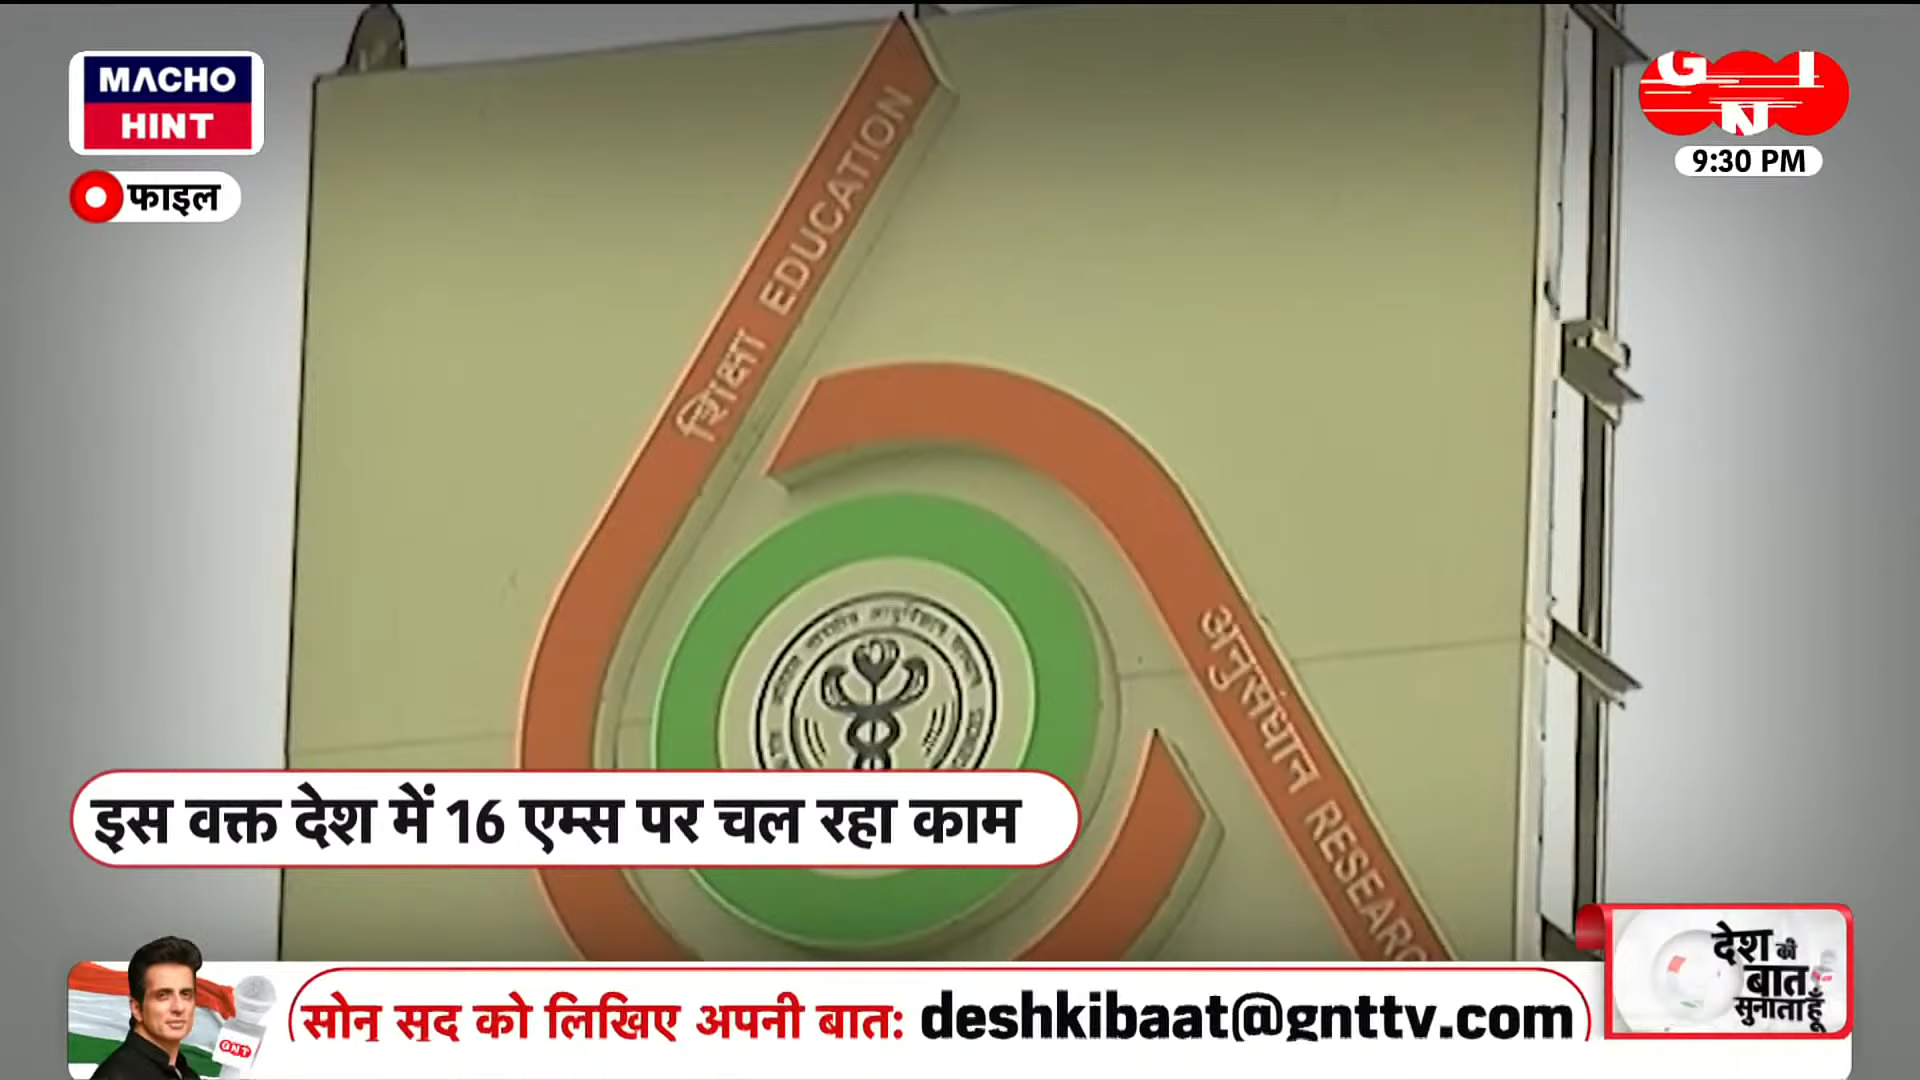 MACHO
HINT
फाइल
GNT
9:30 PM
शिक्षा EDUCATION
अनुसंधान RESEARC
इस वक्त देश में 16 एम्स पर चल रहा काम
GNT
सोनू सूद को लिखिए अपनी बात: deshkibaat@gnttv.com
देश की
बात
सुनाता हूँ